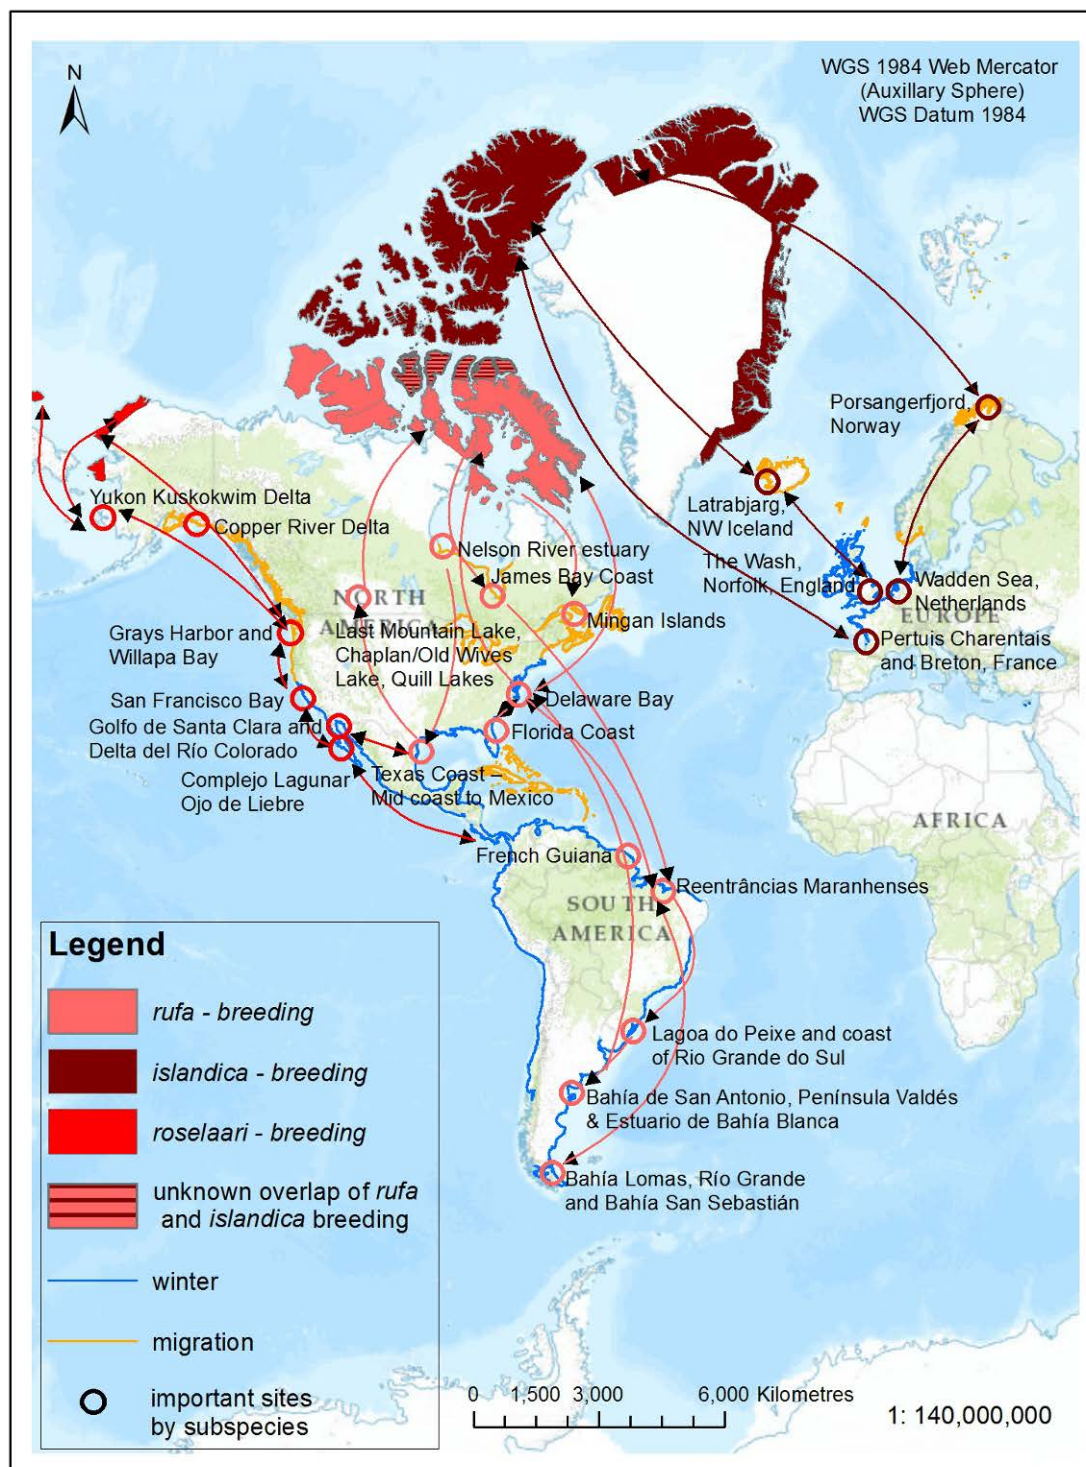 N
WGS 1984 Web Mercator
(Auxillary Sphere)
WGS Datum 1984
Porsangerfjord,
Norway
Yukon Kuskokwim Delta
Copper River Delta
Latrabjarg,
NW Iceland
Nelson River estuary
James Bay Coast
The Wash,
Norfolk, England
Wadden Sea,
Netherlands
NORTH
AMERICA
EUROPE
Mingan Islands
Grays Harbor and
Willapa Bay
Last Mountain Lake,
Chaplan/Old Wives
Lake, Quill Lakes
Pertuis Charentais
and Breton, France
San Francisco Bay
Delaware Bay
Golfo de Santa Clara and
Delta del Río Colorado
Florida Coast
Complejo Lagunar
Ojo de Liebre
Texas Coast –
Mid coast to Mexico
AFRICA
French Guiana
Reentrâncias Maranhenses
SOUTH
AMERICA
Lagoa do Peixe and coast
of Rio Grande do Sul
Bahía de San Antonio, Península Valdés
& Estuario de Bahía Blanca
Bahía Lomas, Río Grande
and Bahía San Sebastián
Legend
rufa - breeding
islandica - breeding
roselaari - breeding
unknown overlap of rufa
and islandica breeding
winter
migration
important sites
by subspecies
0 1,500 3,000 6,000 Kilometres
1: 140,000,000